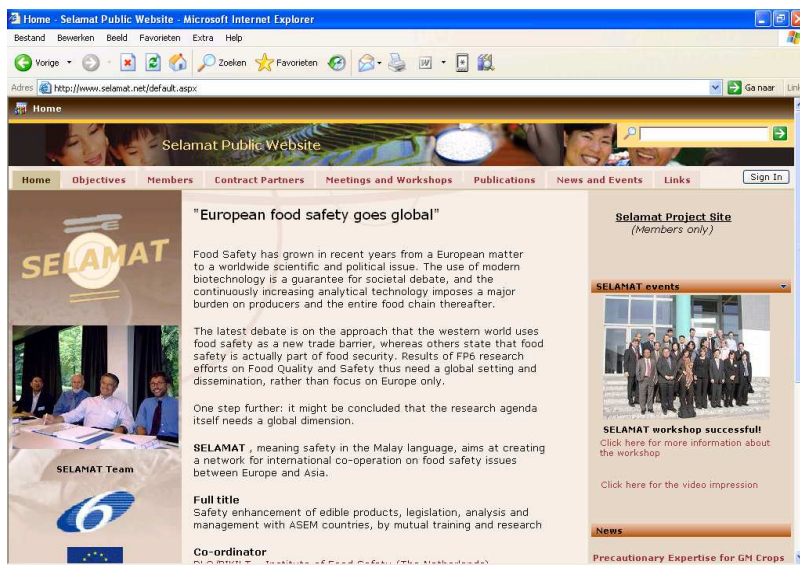 Home - Selamat Public Website - Microsoft Internet Explorer
Bestand Bewerken Beeld Favorieten Extra Help
Vorige Zoeken Favorieten
Adres http://www.selamat.net/default.aspx Ga naar Link
Home
Selamat Public Website
Home Objectives Members Contract Partners Meetings and Workshops Publications News and Events Links Sign In
SELAMAT
SELAMAT Team
6
"European food safety goes global"
Food Safety has grown in recent years from a European matter
to a worldwide scientific and political issue. The use of modern
biotechnology is a guarantee for societal debate, and the
continuously increasing analytical technology imposes a major
burden on producers and the entire food chain thereafter.
The latest debate is on the approach that the western world uses
food safety as a new trade barrier, whereas others state that food
safety is actually part of food security. Results of FP6 research
efforts on Food Quality and Safety thus need a global setting and
dissemination, rather than focus on Europe only.
One step further: it might be concluded that the research agenda
itself needs a global dimension.
SELAMAT , meaning safety in the Malay language, aims at creating
a network for international co-operation on food safety issues
between Europe and Asia.
Full title
Safety enhancement of edible products, legislation, analysis and
management with ASEM countries, by mutual training and research
Co-ordinator
Selamat Project Site
(Members only)
SELAMAT events
SELAMAT workshop successful!
Click here for more information about
the workshop
Click here for the video impression
News
Precautionary Expertise for GM Crops